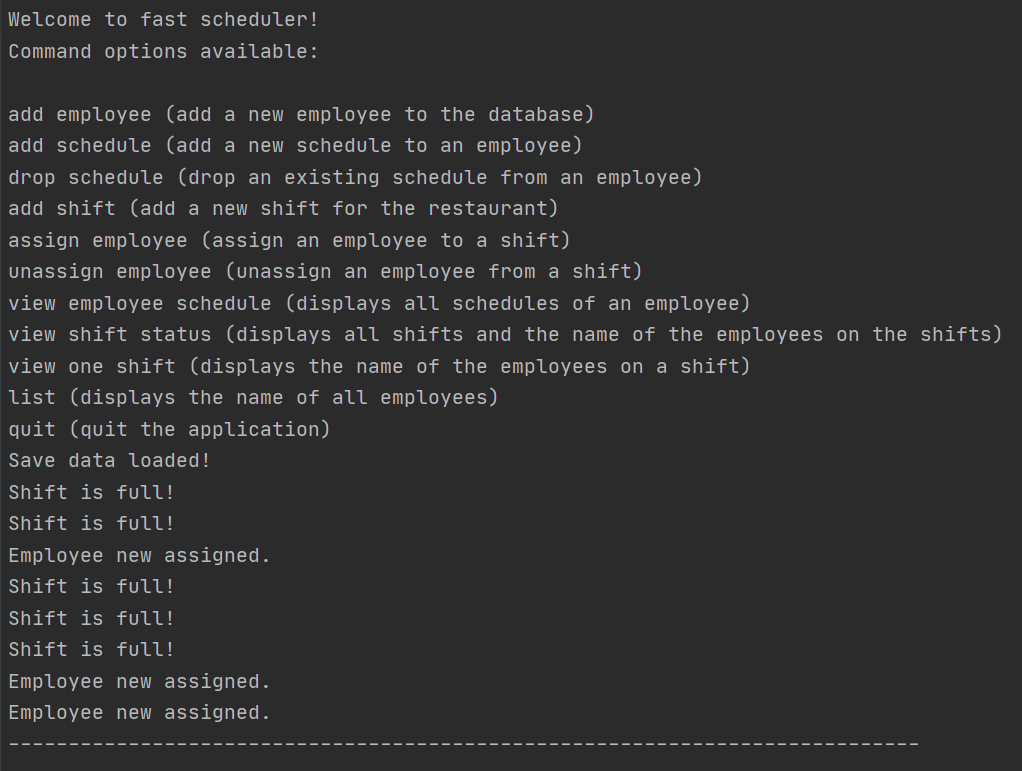 Welcome to fast scheduler!
Command options available:

add employee (add a new employee to the database)
add schedule (add a new schedule to an employee)
drop schedule (drop an existing schedule from an employee)
add shift (add a new shift for the restaurant)
assign employee (assign an employee to a shift)
unassign employee (unassign an employee from a shift)
view employee schedule (displays all schedules of an employee)
view shift status (displays all shifts and the name of the employees on the shifts)
view one shift (displays the name of the employees on a shift)
list (displays the name of all employees)
quit (quit the application)
Save data loaded!
Shift is full!
Shift is full!
Employee new assigned.
Shift is full!
Shift is full!
Shift is full!
Employee new assigned.
Employee new assigned.
----------------------------------------------------------------------------